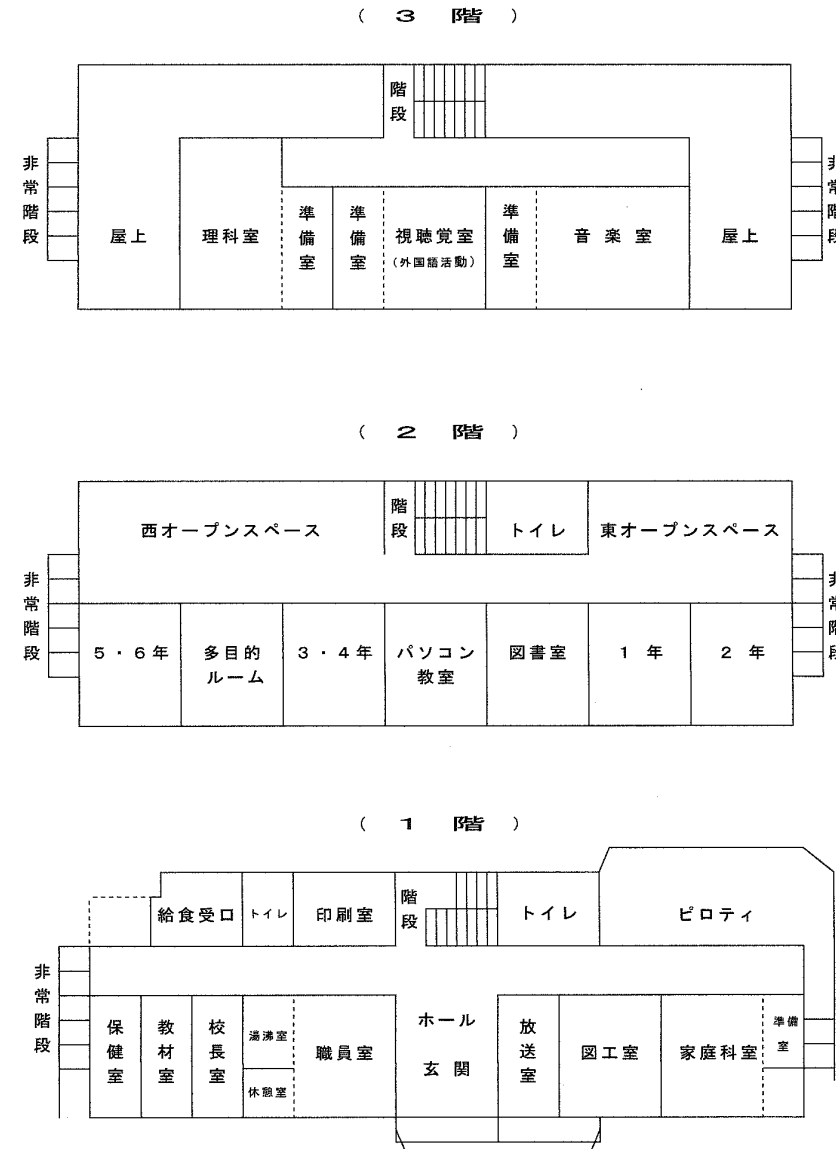 （ 3 階 ）
階段
非常階段
屋上
理科室
準備室
準備室
視聴覚室
（外国語活動）
準備室
音楽室
屋上
非常階段
（ 2 階 ）
西オープンスペース
階段
トイレ
東オープンスペース
非常階段
5・6年
多目的
ルーム
3・4年
パソコン
教室
図書室
1 年
2 年
非常階段
（ 1 階 ）
給食受口
トイレ
印刷室
階段
トイレ
ピロティ
非常階段
保健室
教材室
校長室
湯沸室
休憩室
職員室
ホール
玄関
放送室
図工室
家庭科室
準備
室